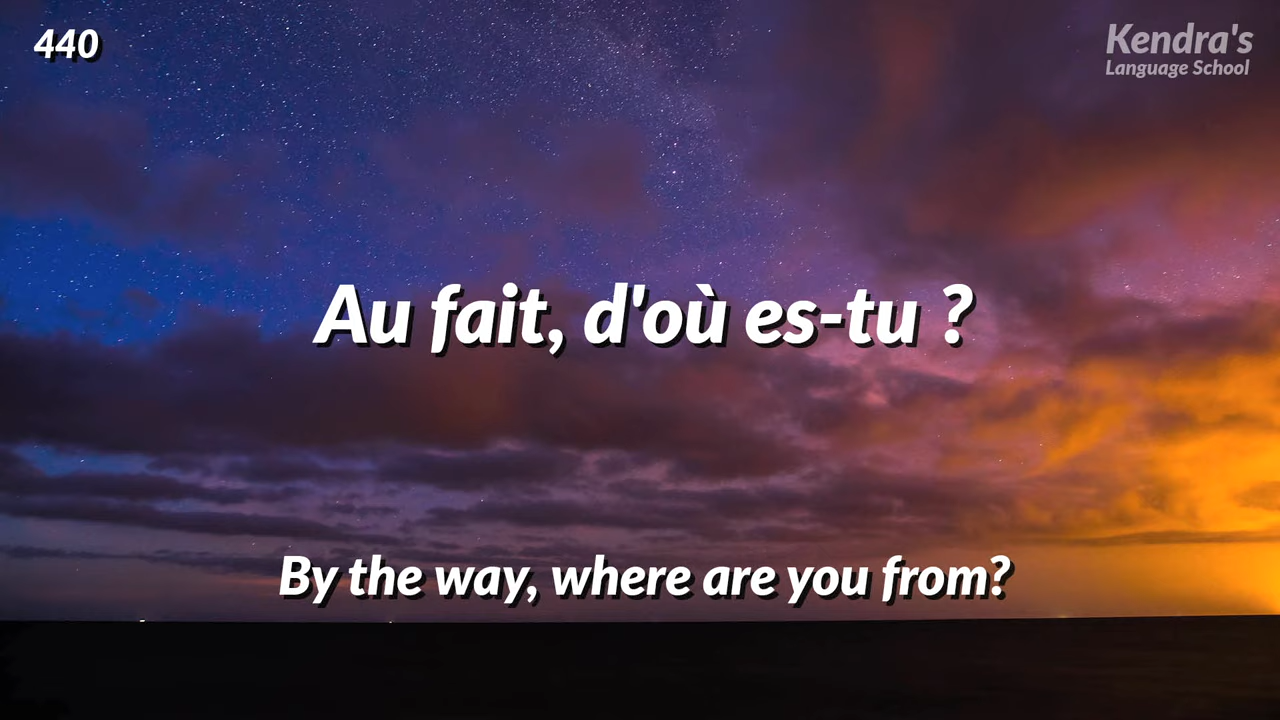 440
Kendra's
Language School
Au fait, d'où es-tu ?
By the way, where are you from?